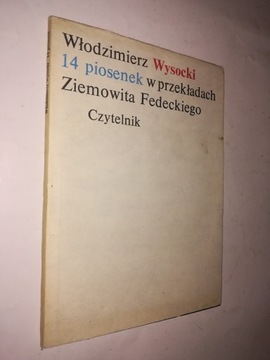 Włodzimierz Wysocki
14 piosenek w przekładach
Ziemowita Fedeckiego
Czytelnik